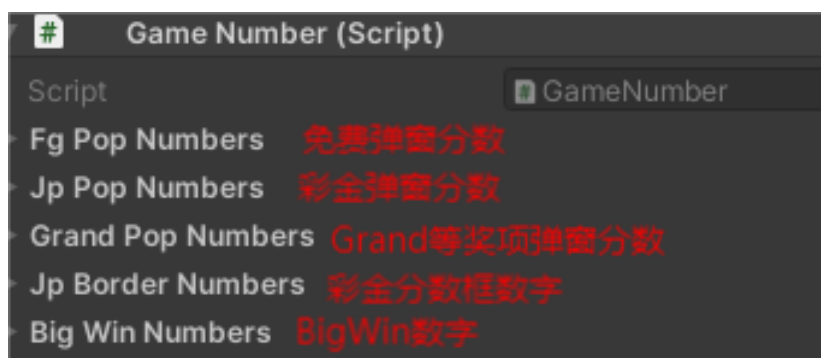 # Game Number (Script)
Script # GameNumber
Fg Pop Numbers 免费弹窗分数
Jp Pop Numbers 彩金弹窗分数
Grand Pop Numbers Grand等奖项弹窗分数
Jp Border Numbers 彩金分数框数字
Big Win Numbers BigWin数字